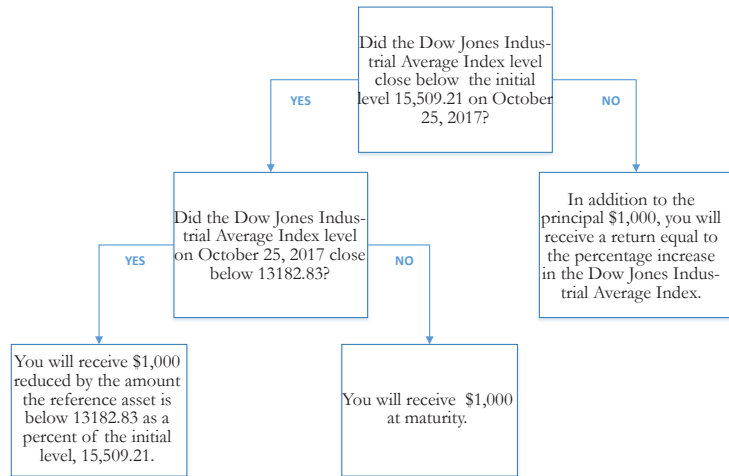 Did the Dow Jones Indus-
trial Average Index level
close below the initial
level 15,509.21 on October
25, 2017?
YES
NO
Did the Dow Jones Indus-
trial Average Index level
on October 25, 2017 close
below 13182.83?
In addition to the
principal $1,000, you will
receive a return equal to
the percentage increase
in the Dow Jones Indus-
trial Average Index.
YES
NO
You will receive $1,000
reduced by the amount
the reference asset is
below 13182.83 as a
percent of the initial
level, 15,509.21.
You will receive $1,000
at maturity.